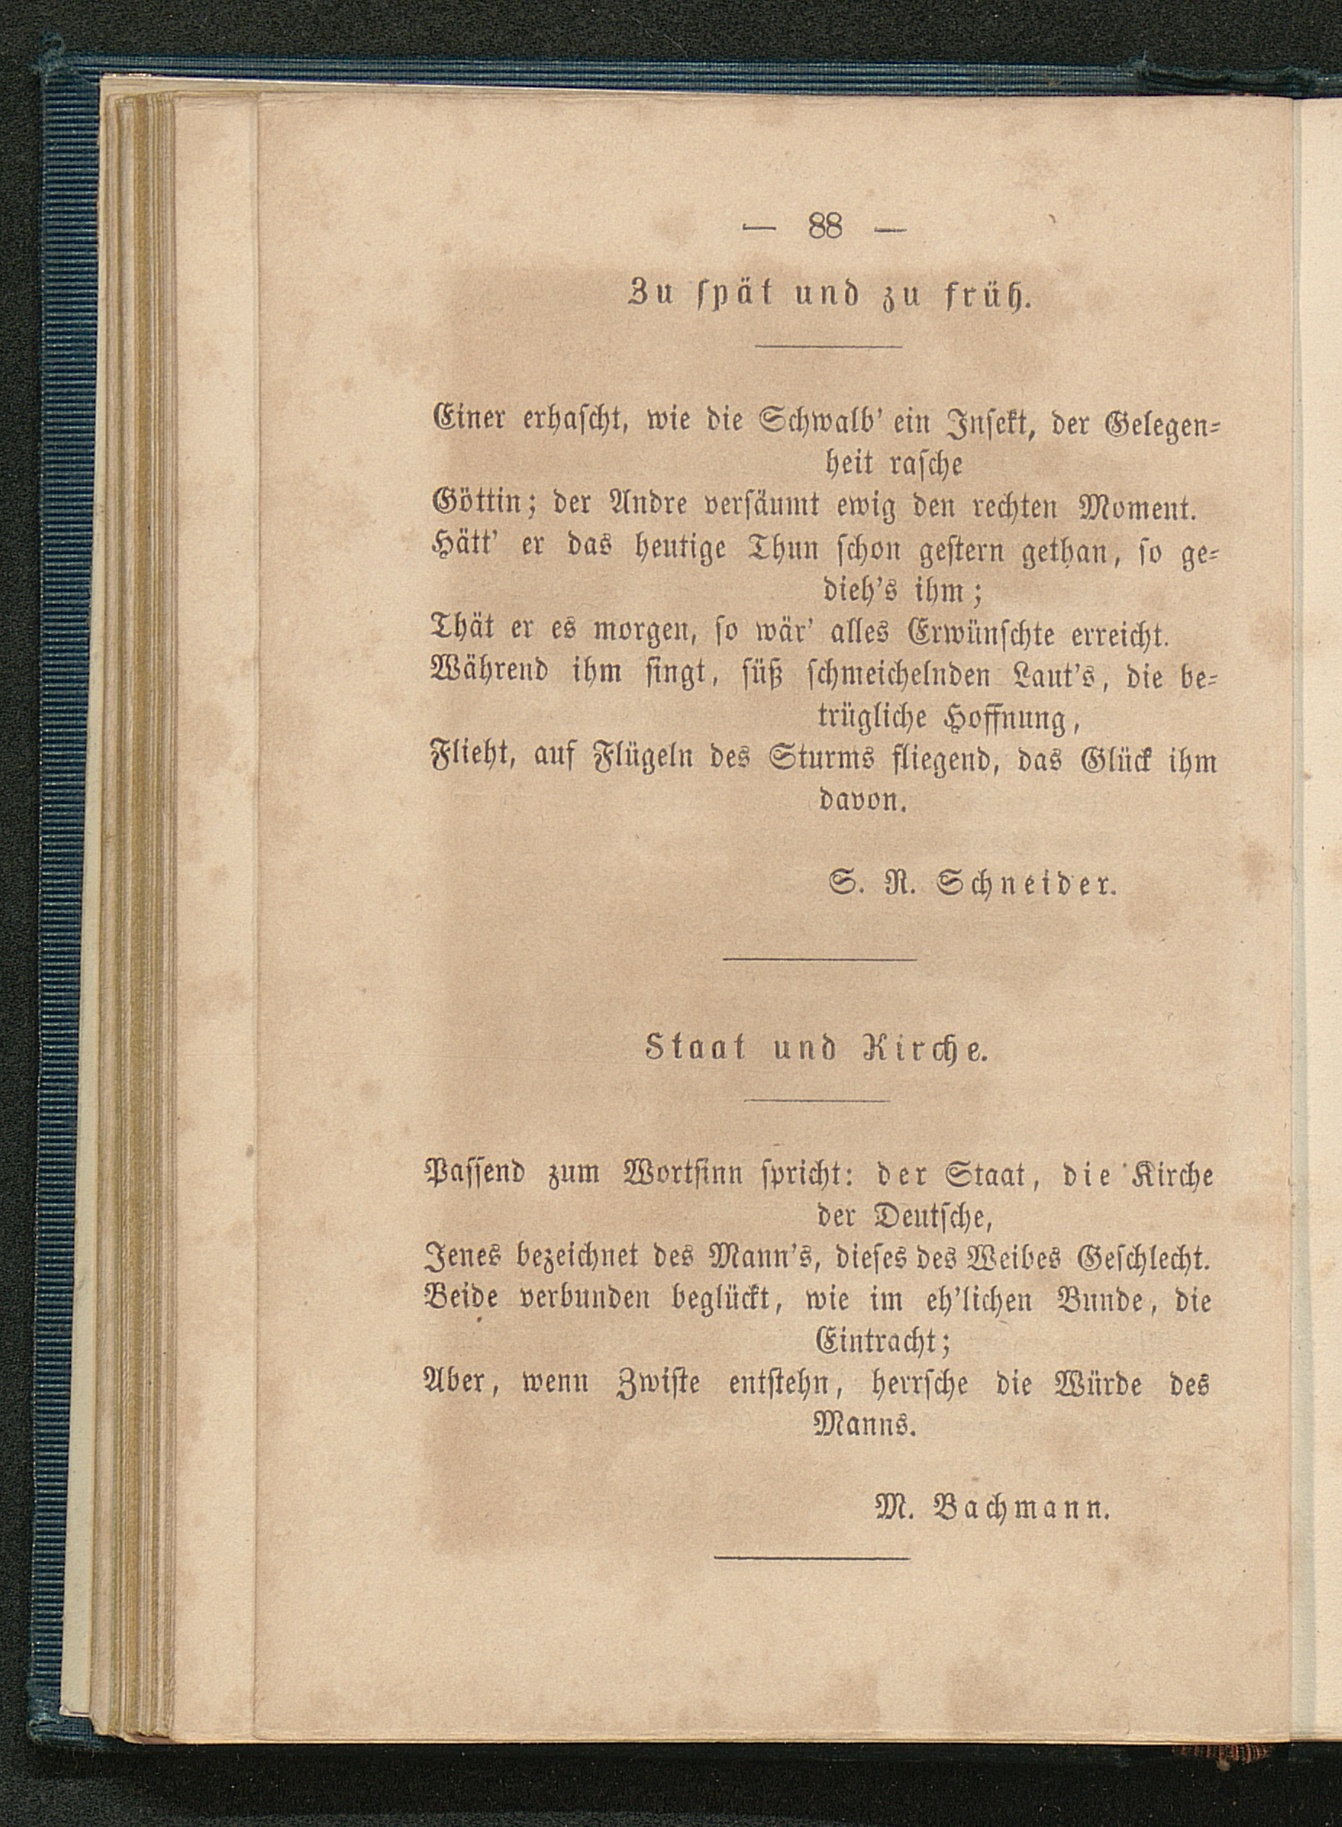 — 88 —
Zu spät und zu früh.
Einer erhascht, wie die Schwalb' ein Insekt, der Gelegen-
heit rasche
Göttin; der Andre versäumt ewig den rechten Moment.
Hätt' er das heutige Thun schon gestern gethan, so ge-
dieh's ihm;
Thät er es morgen, so wär' alles Erwünschte erreicht.
Während ihm singt, süß schmeichelnden Laut's, die be-
trügliche Hoffnung,
Flieht, auf Flügeln des Sturms fliegend, das Glück ihm
davon.
S. N. Schneider.
Staat und Kirche.
Passend zum Wortsinn spricht: der Staat, die Kirche
der Deutsche,
Jenes bezeichnet des Mann's, dieses des Weibes Geschlecht.
Beide verbunden beglückt, wie im eh'lichen Bunde, die
Eintracht;
Aber, wenn Zwiste entstehn, herrsche die Würde des
Manns.
M. Bachmann.